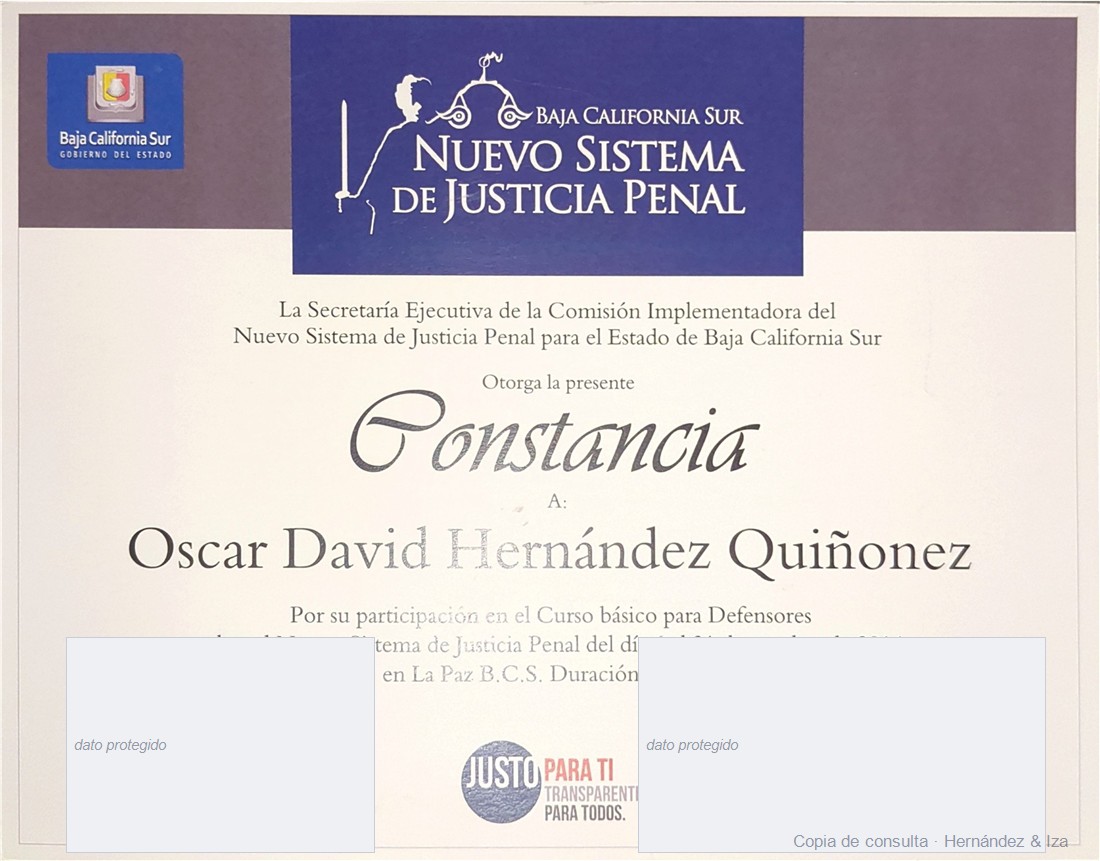 Baja California Sur
GOBIERNO DEL ESTADO
BAJA CALIFORNIA SUR
NUEVO SISTEMA
DE JUSTICIA PENAL
La Secretaría Ejecutiva de la Comisión Implementadora del
Nuevo Sistema de Justicia Penal para el Estado de Baja California Sur
Otorga la presente
Constancia
A:
Oscar David Hernández Quiñonez
Por su participación en el Curso básico para Defensores
Sistema de Justicia Penal del
en La Paz B.C.S. Duración
dato protegido
dato protegido
JUSTO PARA TI
TRANSPARENT
PARA TODOS.
Copia de consulta · Hernández & Iza